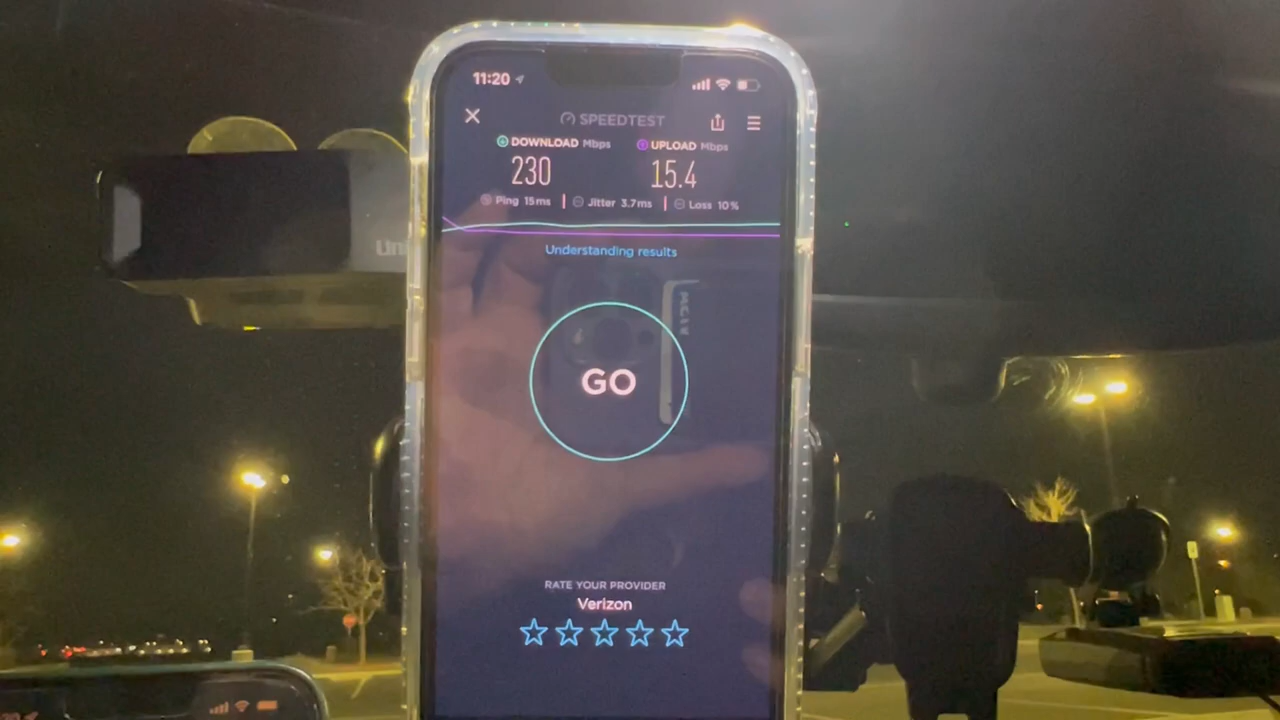 11:20
SPEEDTEST
DOWNLOAD Mbps UPLOAD Mbps
230 15.4
Ping 15ms Jitter 3.7ms Loss 10%
Understanding results
GO
RATE YOUR PROVIDER
Verizon